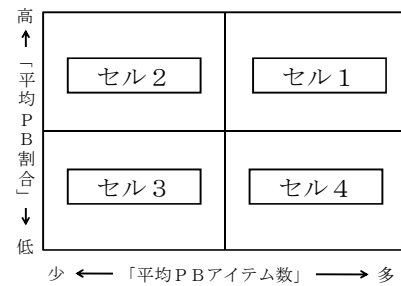 高
↑
「平均ＰＢ割合」
↓
低
セル２
セル１
セル３
セル４
少 ← 「平均ＰＢアイテム数」 → 多